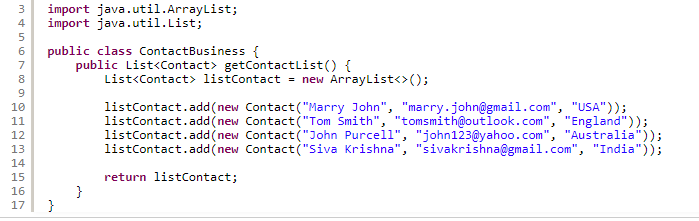 3 import java.util.ArrayList;
4 import java.util.List;
5
6 public class ContactBusiness {
7     public List<Contact> getContactList() {
8         List<Contact> listContact = new ArrayList<>();
9
10         listContact.add(new Contact("Marry John", "marry.john@gmail.com", "USA"));
11         listContact.add(new Contact("Tom Smith", "tomsmith@outlook.com", "England"));
12         listContact.add(new Contact("John Purcell", "john123@yahoo.com", "Australia"));
13         listContact.add(new Contact("Siva Krishna", "sivakrishna@gmail.com", "India"));
14
15         return listContact;
16     }
17 }